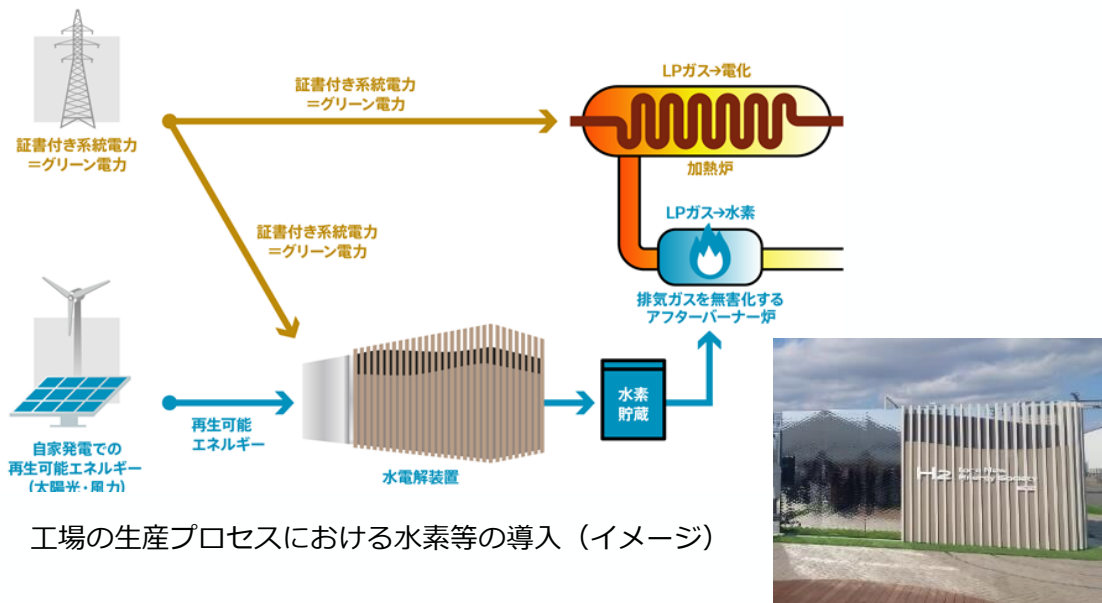 証書付き系統電力
＝グリーン電力
証書付き系統電力
＝グリーン電力
LPガス→電化
加熱炉
証書付き系統電力
＝グリーン電力
LPガス→水素
排気ガスを無害化する
アフターバーナー炉
自家発電での
再生可能エネルギー
(太陽光・風力)
再生可能
エネルギー
水電解装置
水素
貯蔵
H2 for a New
Energy Society
工場の生産プロセスにおける水素等の導入（イメージ）